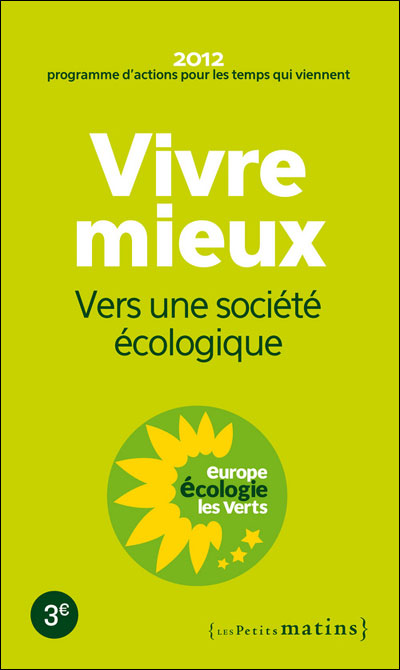 2012
programme d'actions pour les temps qui viennent
Vivre
mieux
Vers une société
écologique
europe
écologie
les Verts
3€
{LES Petits matins}